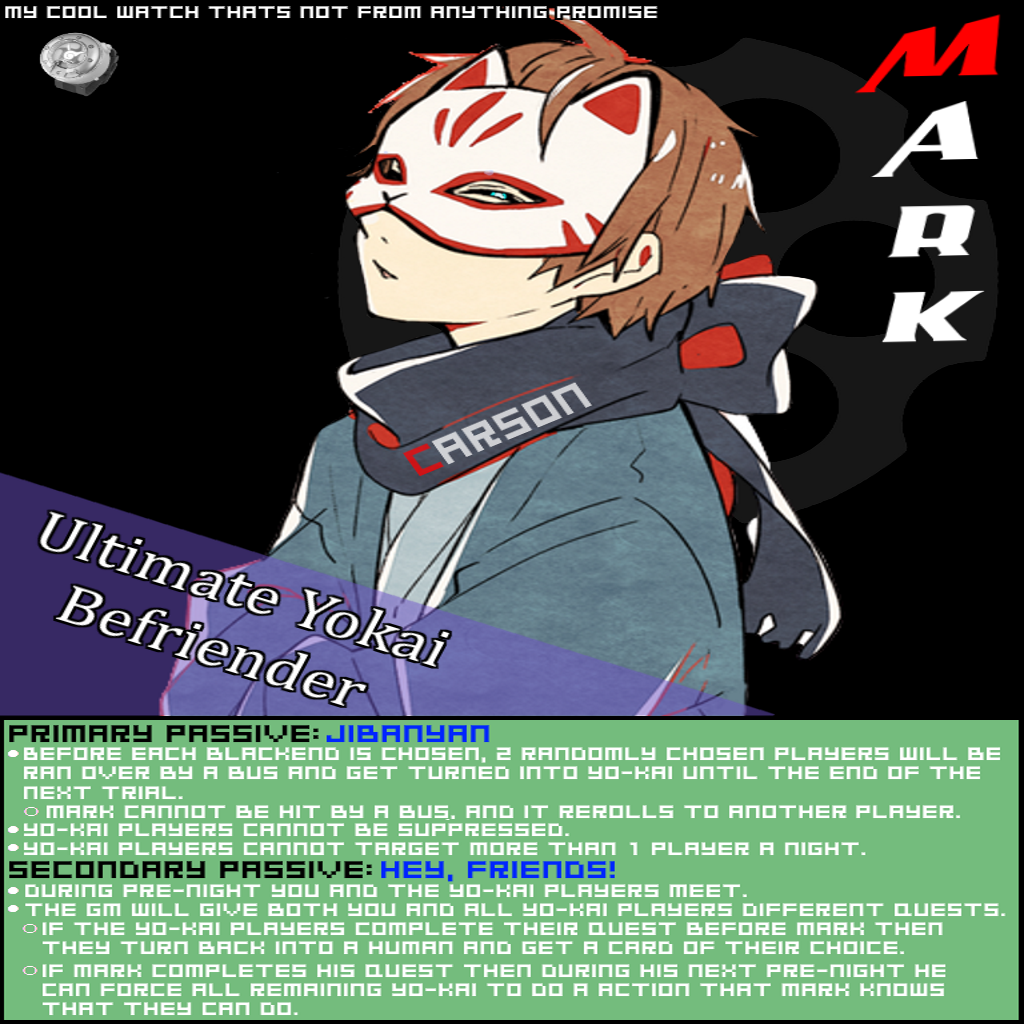 MY COOL WATCH THATS NOT FROM ANYTHING PROMISE
MARK
CARSON
Ultimate Yokai
Befriender
PRIMARY PASSIVE: JIBANYAN
• BEFORE EACH BLACKEND IS CHOSEN, 2 RANDOMLY CHOSEN PLAYERS WILL BE
RAN OVER BY A BUS AND GET TURNED INTO YO-KAI UNTIL THE END OF THE
NEXT TRIAL.
○ MARK CANNOT BE HIT BY A BUS, AND IT REROLLS TO ANOTHER PLAYER.
• YO-KAI PLAYERS CANNOT BE SUPPRESSED.
• YO-KAI PLAYERS CANNOT TARGET MORE THAN 1 PLAYER A NIGHT.
SECONDARY PASSIVE: HEY, FRIENDS!
• DURING PRE-NIGHT YOU AND THE YO-KAI PLAYERS MEET.
• THE GM WILL GIVE BOTH YOU AND ALL YO-KAI PLAYERS DIFFERENT QUESTS.
○ IF THE YO-KAI PLAYERS COMPLETE THEIR QUEST BEFORE MARK THEN
THEY TURN BACK INTO A HUMAN AND GET A CARD OF THEIR CHOICE.
○ IF MARK COMPLETES HIS QUEST THEN DURING HIS NEXT PRE-NIGHT HE
CAN FORCE ALL REMAINING YO-KAI TO DO A ACTION THAT MARK KNOWS
THAT THEY CAN DO.